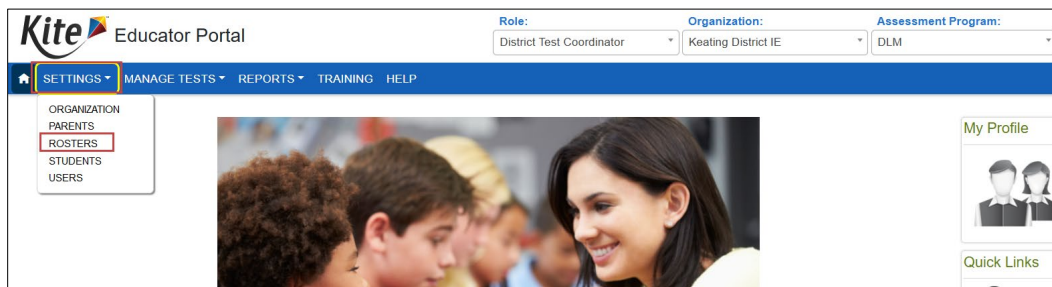 Kite Educator Portal
Role: Organization: Assessment Program:
District Test Coordinator Keating District IE DLM
SETTINGS MANAGE TESTS REPORTS TRAINING HELP
ORGANIZATION
PARENTS
ROSTERS
STUDENTS
USERS
My Profile
Quick Links